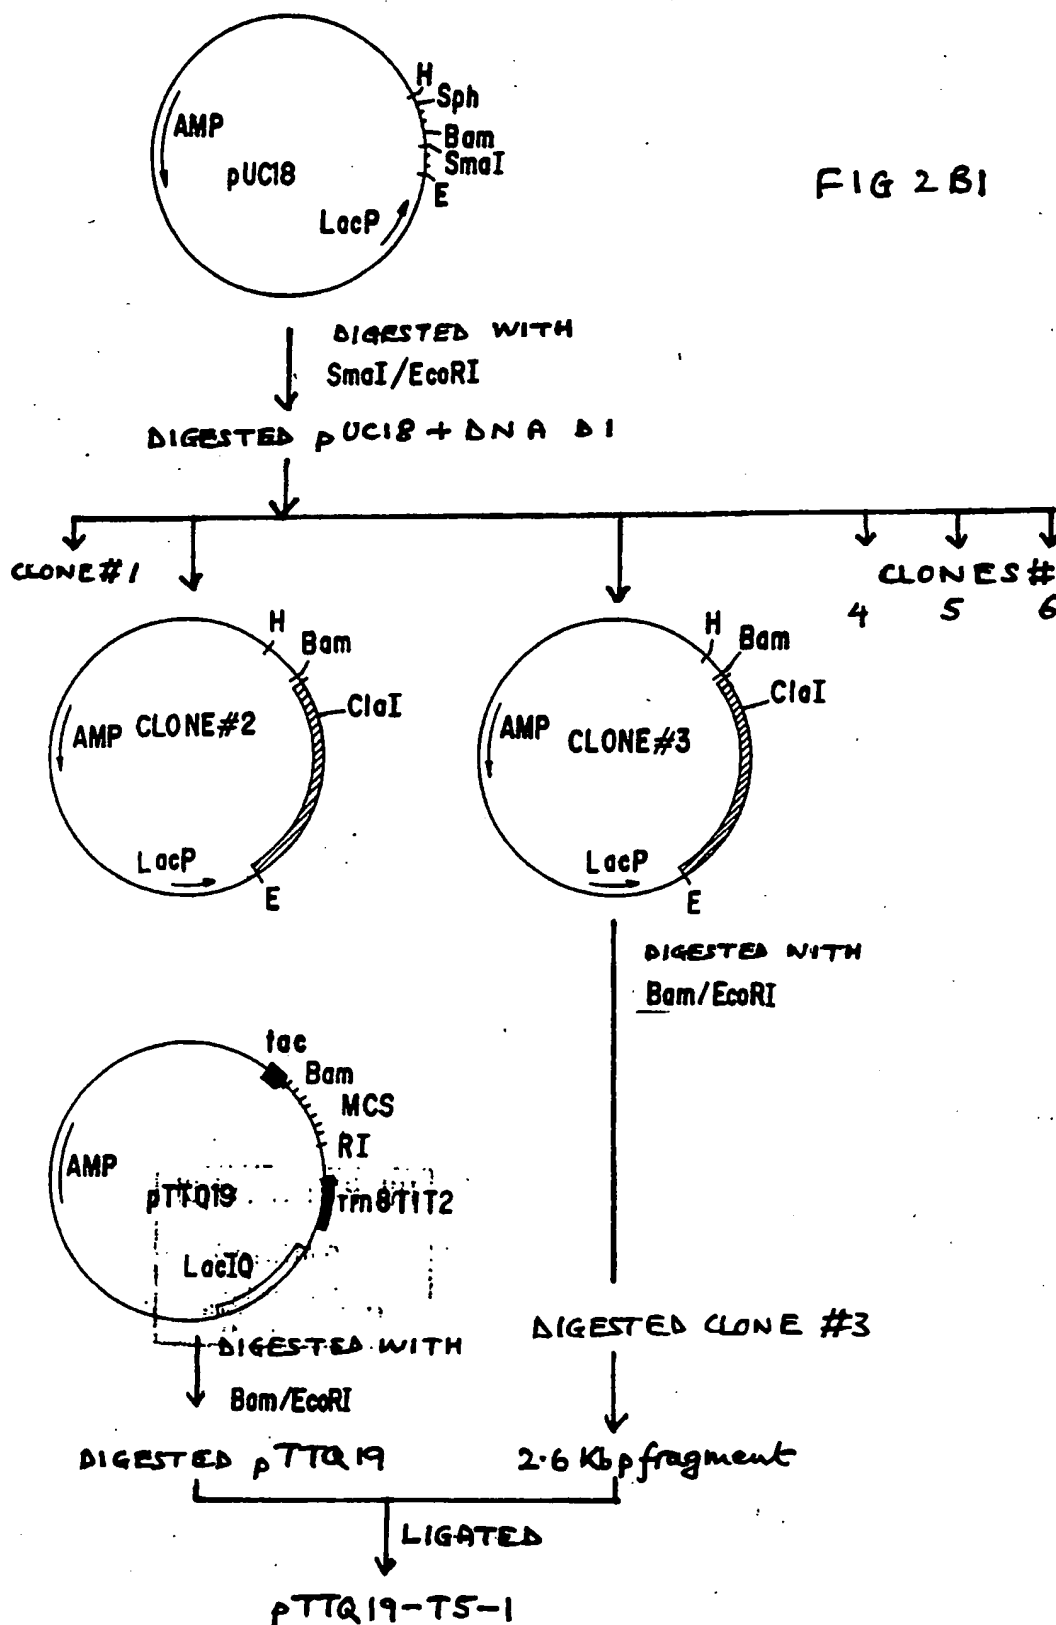 H
Sph
AMP
Bam
SmaI
pUC18
E
LacP
FIG 2 B1
DIGESTED WITH
SmaI/EcoRI
DIGESTED pUC18 + DNA D1
CLONE #1
CLONES #
4 5 6
H
Bam
ClaI
AMP CLONE#2
LacP
E
H
Bam
ClaI
AMP
CLONE#3
LacP
E
DIGESTED WITH
Bam/EcoRI
tac
Bam
MCS
RI
AMP
pTTQ19
LacIQ
DIGESTED WITH
Bam/EcoRI
DIGESTED CLONE #3
DIGESTED pTTQ19
2.6 Kbp fragment
LIGATED
pTTQ19-T5-1